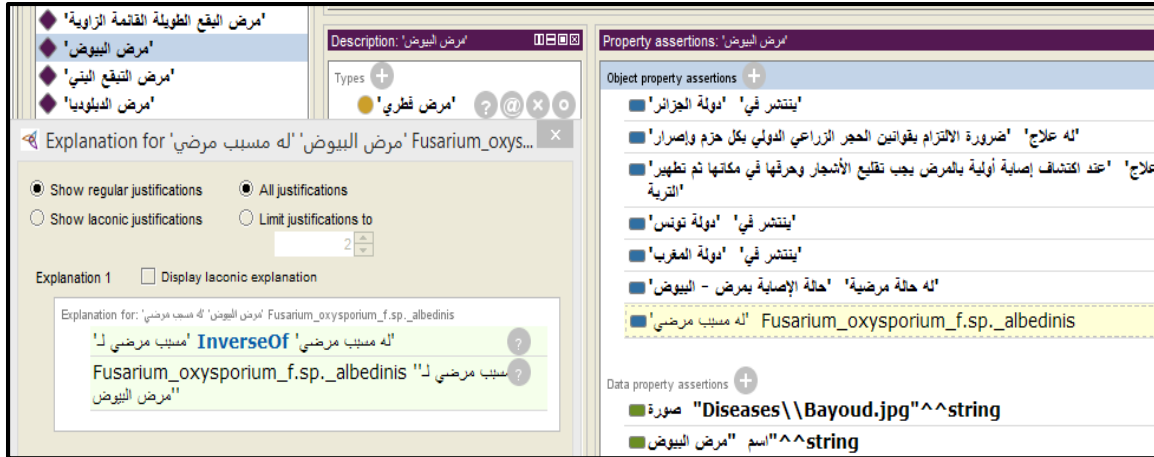 'مرض البقع الطويلة القائمة الزاوية'
'مرض البيوض'
'مرض التبقع البني'
'مرض الدبلوديا'
Description: 'مرض البيوض'
Types
'مرض فطري'
Explanation for 'مرض البيوض' 'له مسبب مرضي' Fusarium_oxys...
Show regular justifications All justifications
Show laconic justifications Limit justifications to
2
Explanation 1 Display laconic explanation
Explanation for: 'مرض البيوض' 'له مسبب مرضي' Fusarium_oxysporium_f.sp._albedinis
'له مسبب مرضي' InverseOf 'مسبب مرضي لـ'
Fusarium_oxysporium_f.sp._albedinis 'مسبب مرضي لـ'
'مرض البيوض'
Property assertions: 'مرض البيوض'
Object property assertions
'ينتشر في' 'دولة الجزائر'
'له علاج' 'ضرورة الالتزام بقوانين الحجر الزراعي الدولي بكل حزم وإصرار'
علاج' 'عند اكتشاف إصابة أولية بالمرض يجب تقليع الأشجار وحرقها في مكانها ثم تطهير
التربة'
'ينتشر في' 'دولة تونس'
'ينتشر في' 'دولة المغرب'
'له حالة مرضية' 'حالة الإصابة بمرض - البيوض'
'له مسبب مرضي' Fusarium_oxysporium_f.sp._albedinis
Data property assertions
صورة "Diseases\\Bayoud.jpg"^^string
اسم "مرض البيوض"^^string